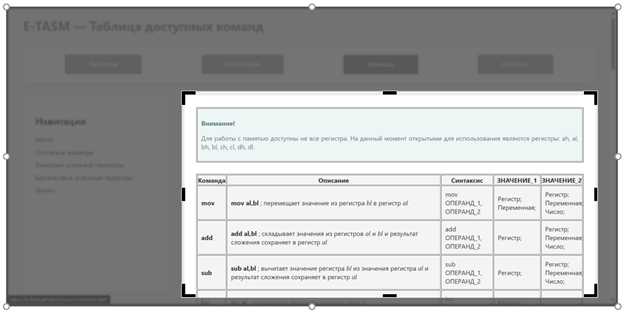 E-TASM — Таблица доступных команд
Навигация
Внимание!
Для работы с памятью доступны не все регистра. На данный момент открытыми для использования являются регистры: ah, al,
bh, bl, ch, cl, dh, dl.
Команда Описание Синтаксис ЗНАЧЕНИЕ_1 ЗНАЧЕНИЕ_2
mov mov al,bl ; перемещает значение из регистра bl в регистр al mov ОПЕРАНД_1, ОПЕРАНД_2 Регистр; Переменная; Регистр; Переменная; Число;
add add al,bl ; складывает значения из регистров al и bl и результат сложения сохраняет в регистр al add ОПЕРАНД_1, ОПЕРАНД_2 Регистр; Регистр; Переменная; Число;
sub sub al,bl ; вычитает значение регистра bl из значения регистра al и результат сложения сохраняет в регистр al sub ОПЕРАНД_1, ОПЕРАНД_2 Регистр; Регистр; Переменная; Число;